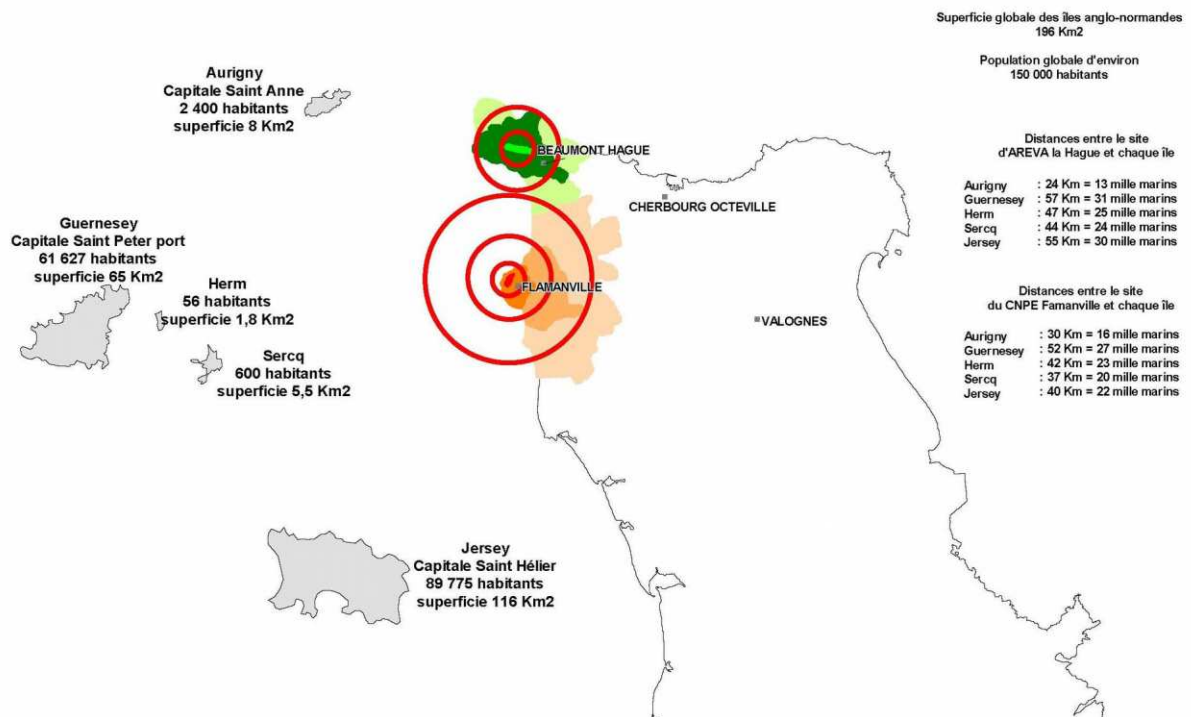 Superficie globale des îles anglo-normandes
196 Km2
Population globale d'environ
150 000 habitants
Aurigny
Capitale Saint Anne
2 400 habitants
superficie 8 Km2
BEAUMONT HAGUE
CHERBOURG OCTEVILLE
Distances entre le site
d'AREVA la Hague et chaque île
Aurigny : 24 Km = 13 mille marins
Guernesey : 57 Km = 31 mille marins
Herm : 47 Km = 25 mille marins
Sercq : 44 Km = 24 mille marins
Jersey : 55 Km = 30 mille marins
Guernesey
Capitale Saint Peter port
61 627 habitants
superficie 65 Km2
Herm
56 habitants
superficie 1,8 Km2
Sercq
600 habitants
superficie 5,5 Km2
FLAMANVILLE
VALOGNES
Distances entre le site
du CNPE Famanville et chaque île
Aurigny : 30 Km = 16 mille marins
Guernesey : 52 Km = 27 mille marins
Herm : 42 Km = 23 mille marins
Sercq : 37 Km = 20 mille marins
Jersey : 40 Km = 22 mille marins
Jersey
Capitale Saint Hélier
89 775 habitants
superficie 116 Km2